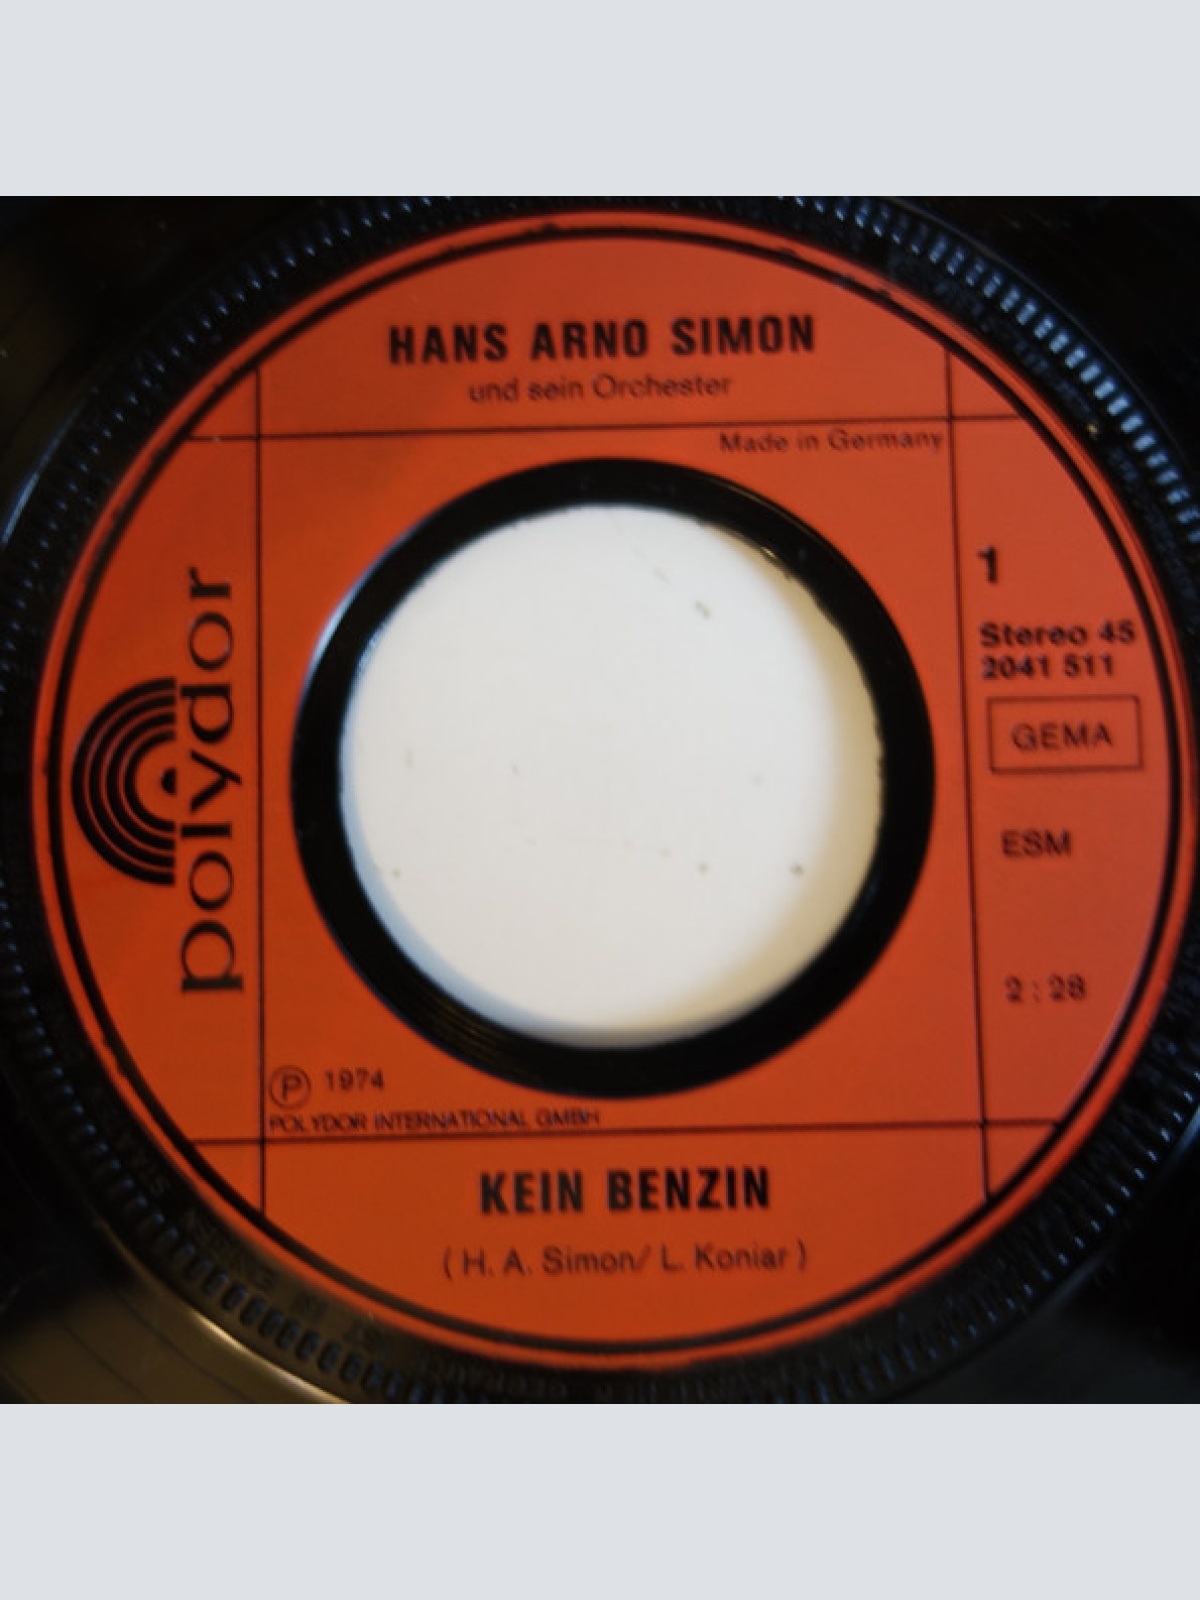 HANS ARNO SIMON
und sein Orchester
Made in Germany
polydor
1
Stereo 45
2041 511
GEMA
ESM
2:28
Ⓟ 1974
POLYDOR INTERNATIONAL GMBH
KEIN BENZIN
( H. A. Simon/ L. Koniar )